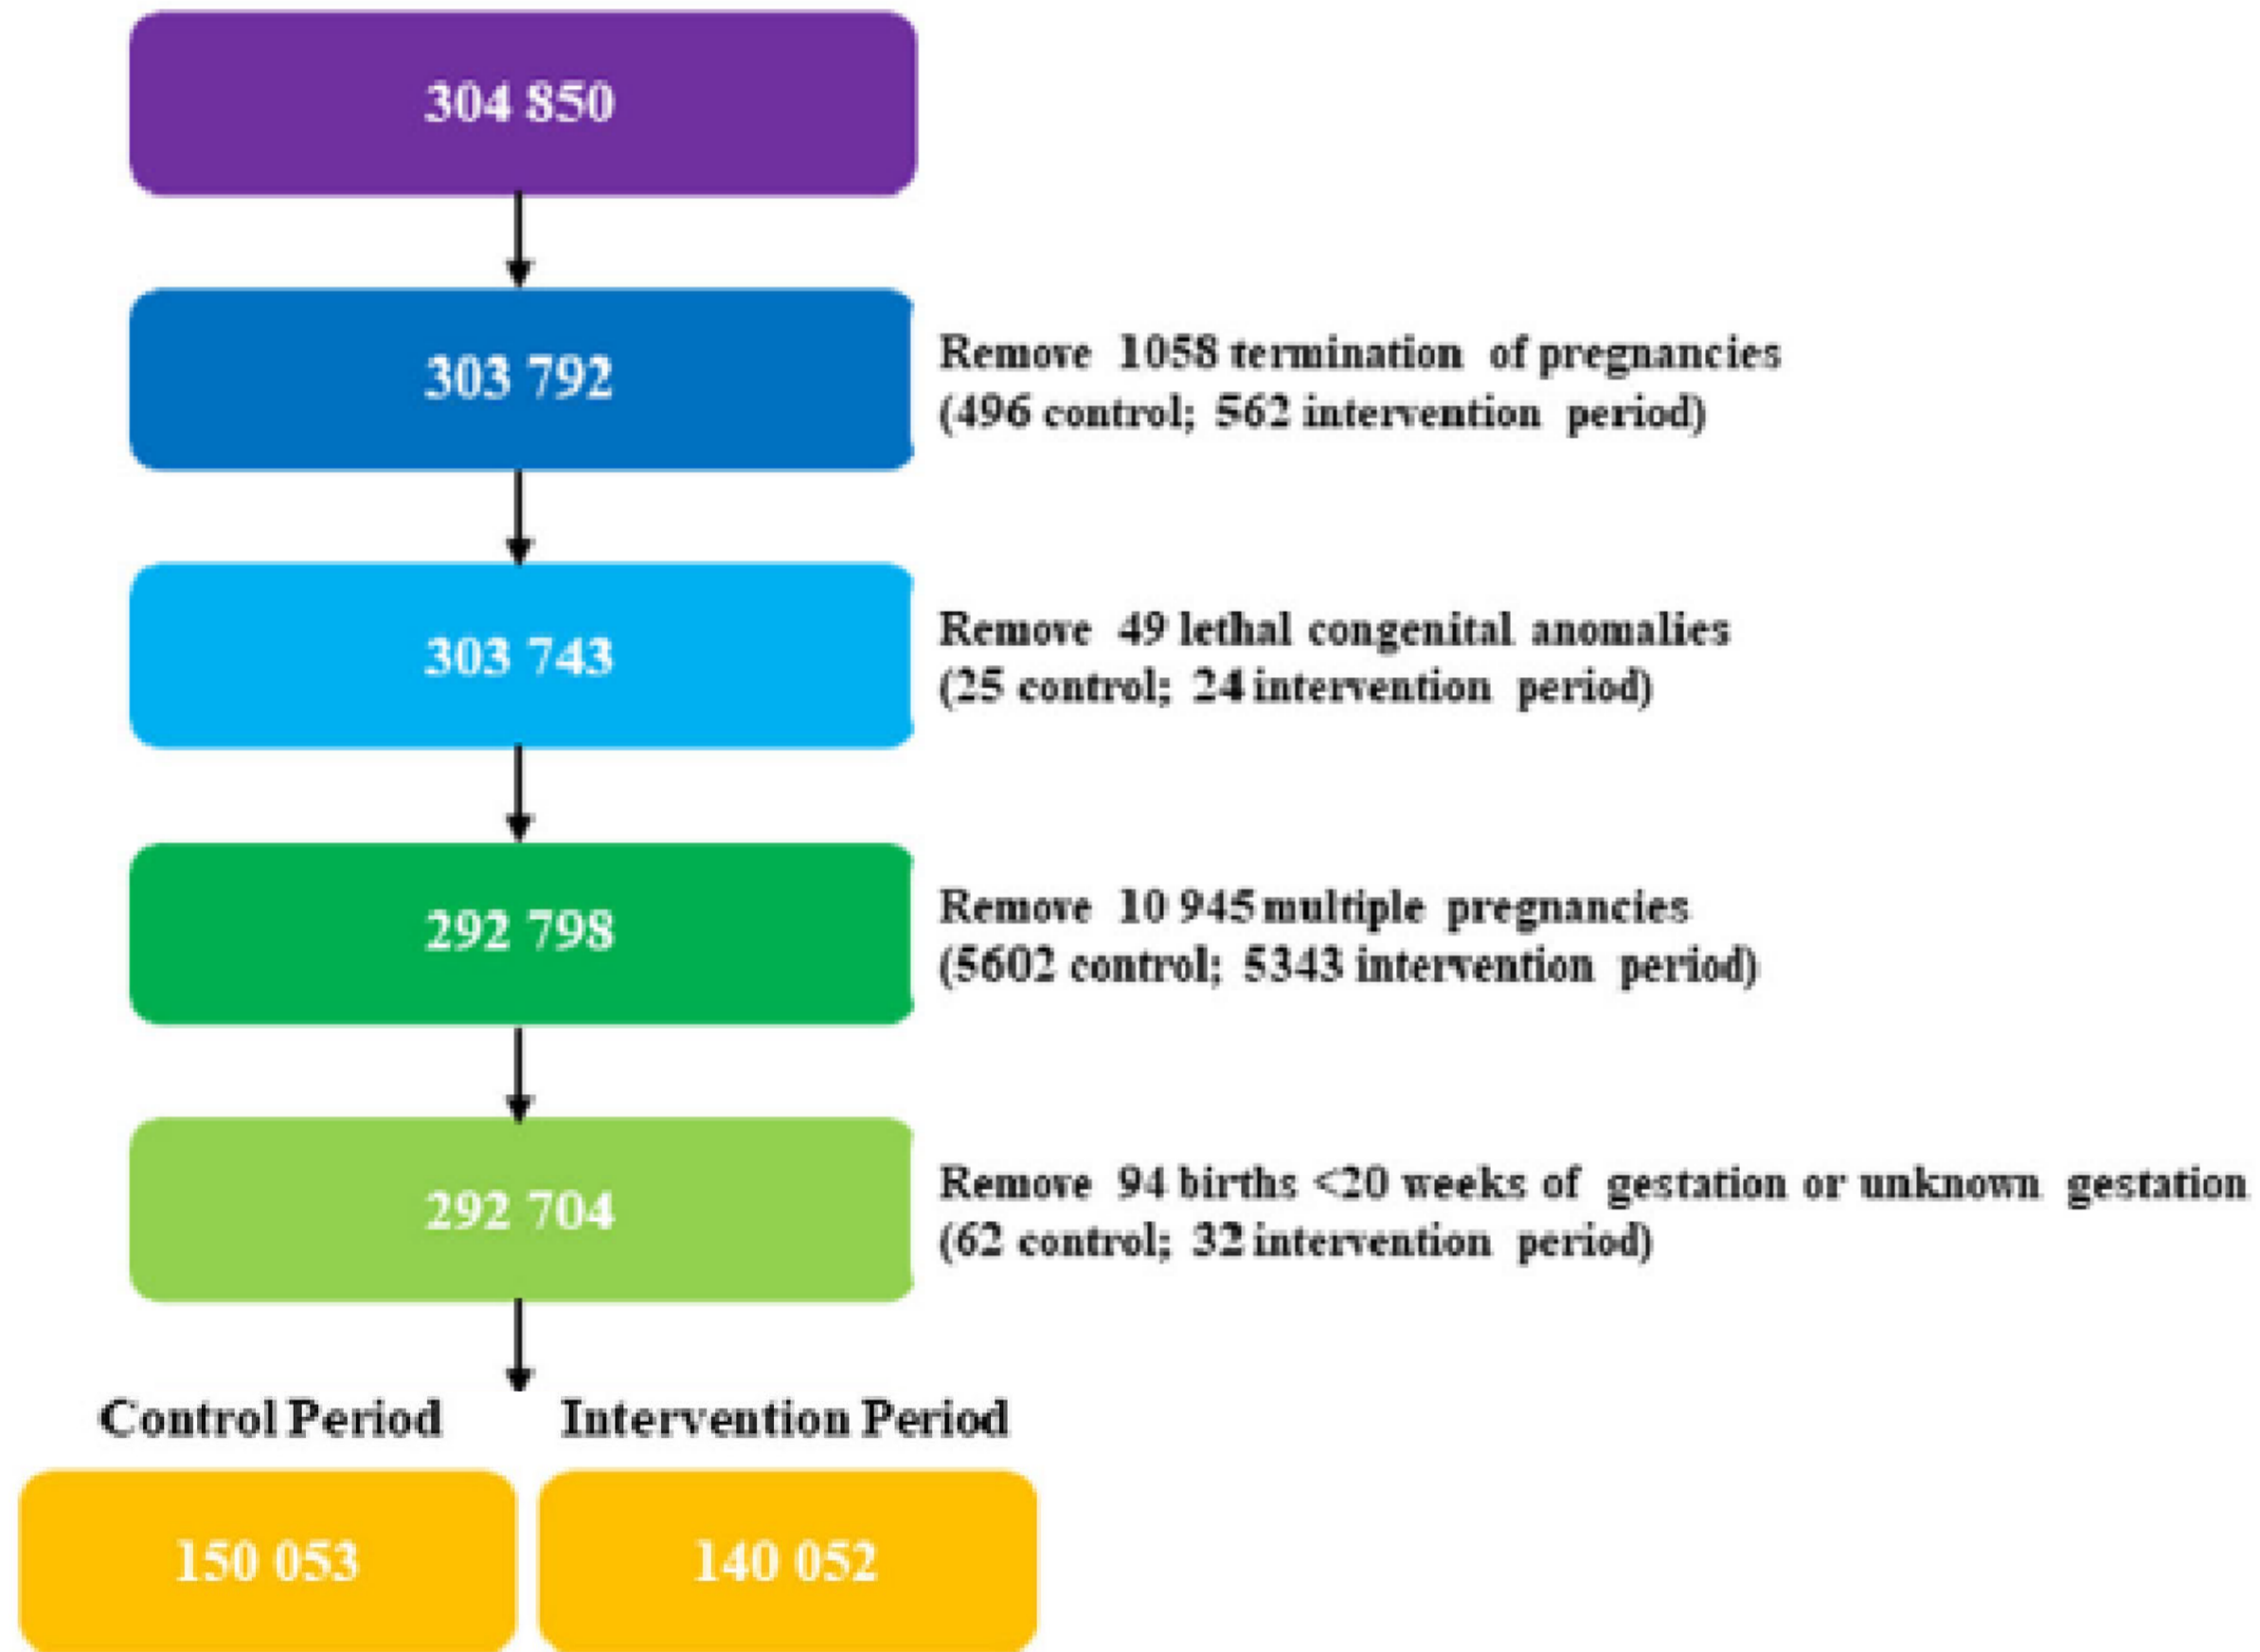 304 850
303 792
Remove 1058 termination of pregnancies
(496 control; 562 intervention period)
303 743
Remove 49 lethal congenital anomalies
(25 control; 24 intervention period)
292 798
Remove 10 945 multiple pregnancies
(5602 control; 5343 intervention period)
292 704
Remove 94 births <20 weeks of gestation or unknown gestation
(62 control; 32 intervention period)
Control Period
Intervention Period
150 053
140 052